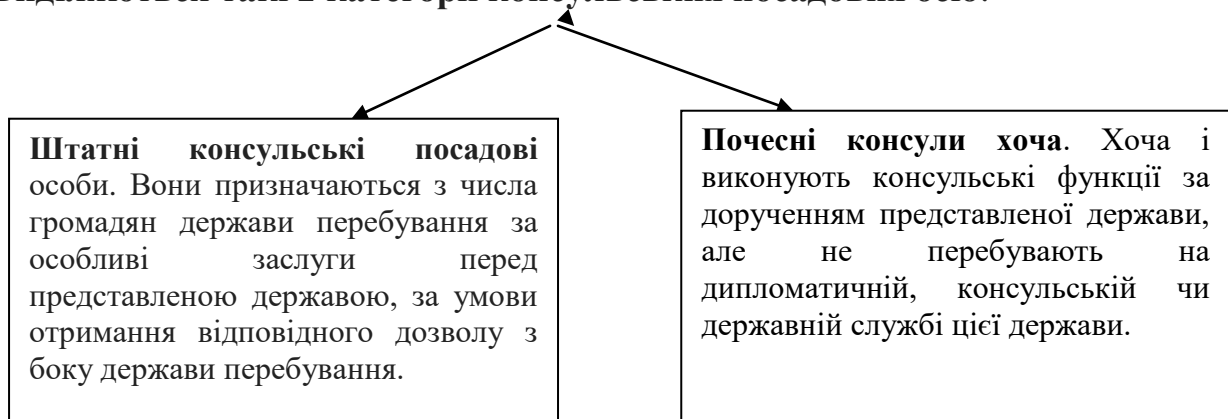 Штатні консульські посадові
особи. Вони призначаються з числа
громадян держави перебування за
особливі заслуги перед
представленою державою, за умови
отримання відповідного дозволу з
боку держави перебування.
Почесні консули хоча. Хоча і
виконують консульські функції за
дорученням представленої держави,
але не перебувають на
дипломатичній, консульській чи
державній службі цієї держави.